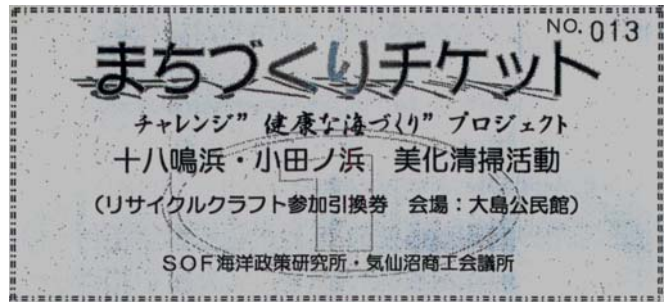 NO. 013
まちづくりチケット
チャレンジ”健康な海づくり”プロジェクト
十八鳴浜・小田ノ浜 美化清掃活動
(リサイクルクラフト参加引換券 会場：大島公民館)
SOF海洋政策研究所・気仙沼商工会議所